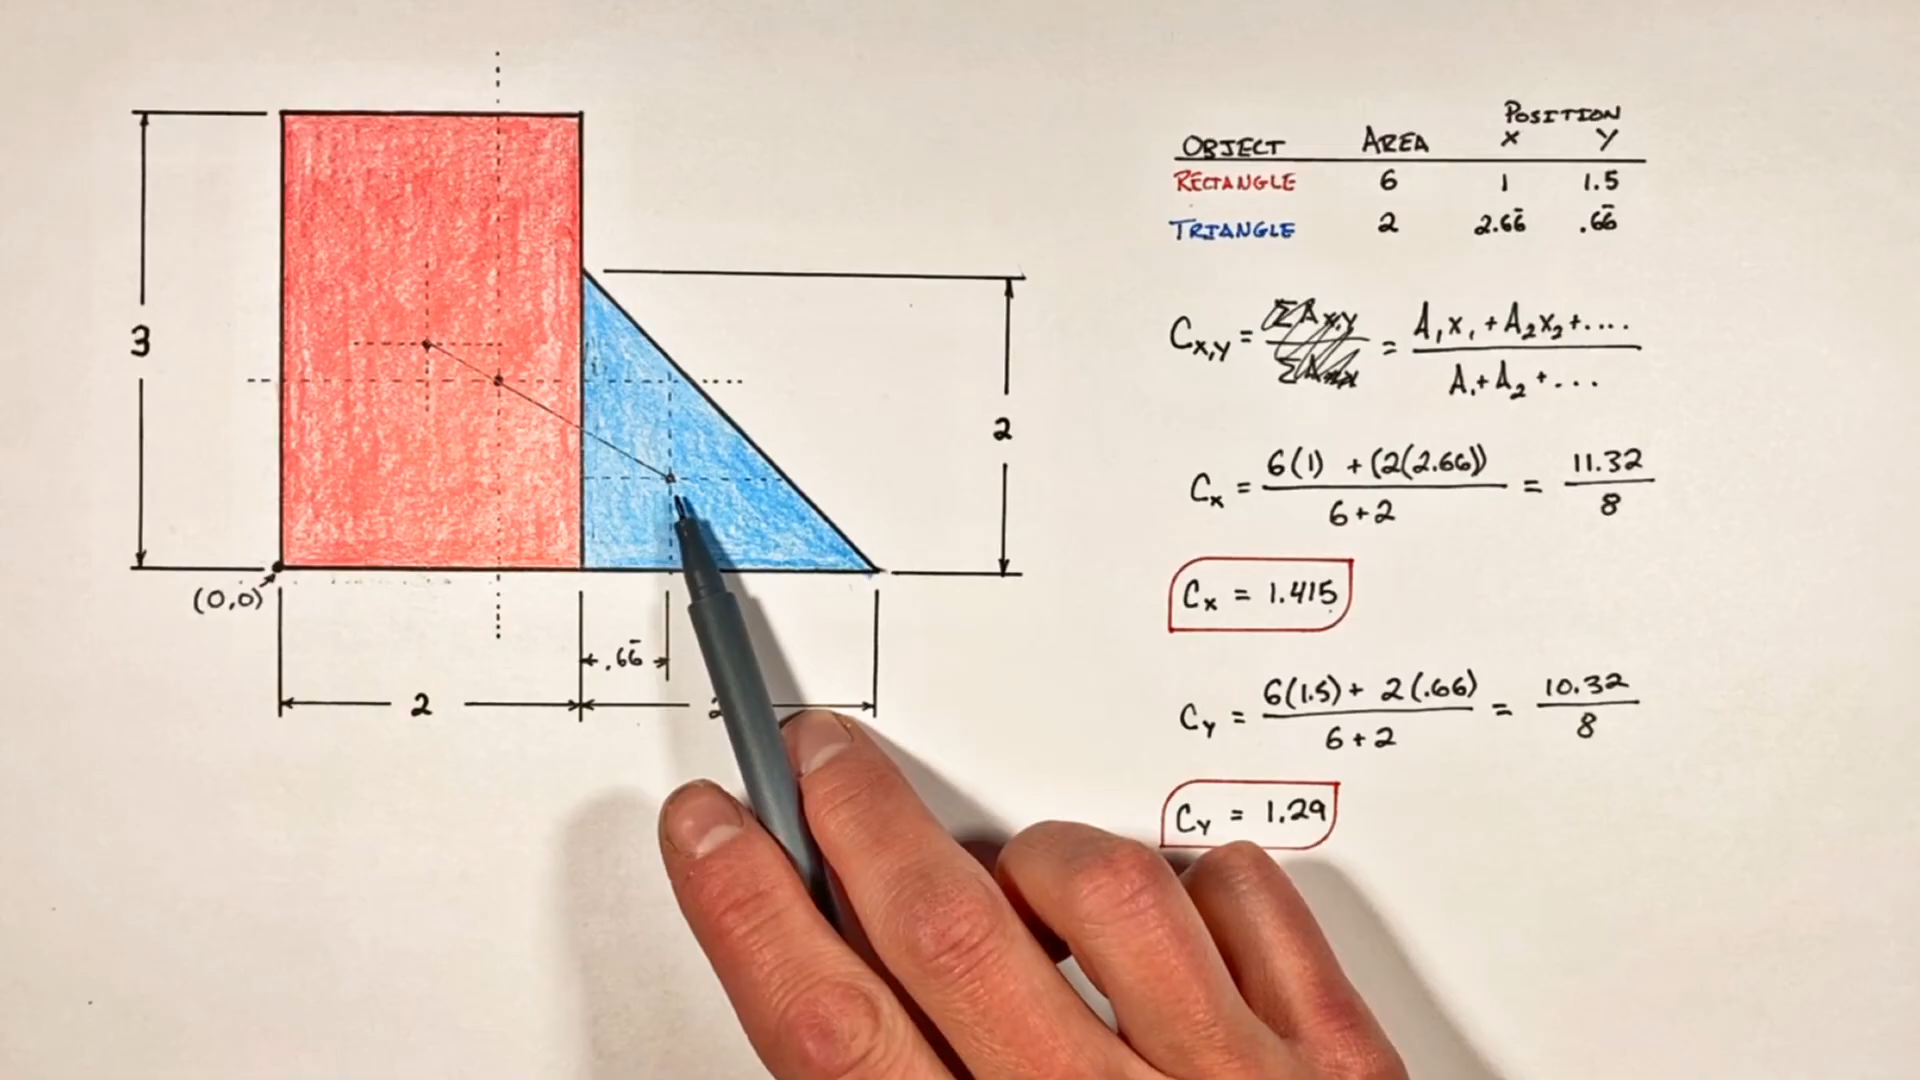 3
2
(0,0)
.66̅
2
POSITION
OBJECT AREA X Y
RECTANGLE 6 1 1.5
TRIANGLE 2 2.66̅ .66̅
Cx,y = = A₁x₁ + A₂x₂ + .... / A₁ + A₂ + ...
Cx = 6(1) + (2(2.66)) / 6+2 = 11.32 / 8
Cx = 1.415
Cy = 6(1.5) + 2(.66) / 6+2 = 10.32 / 8
Cy = 1.29